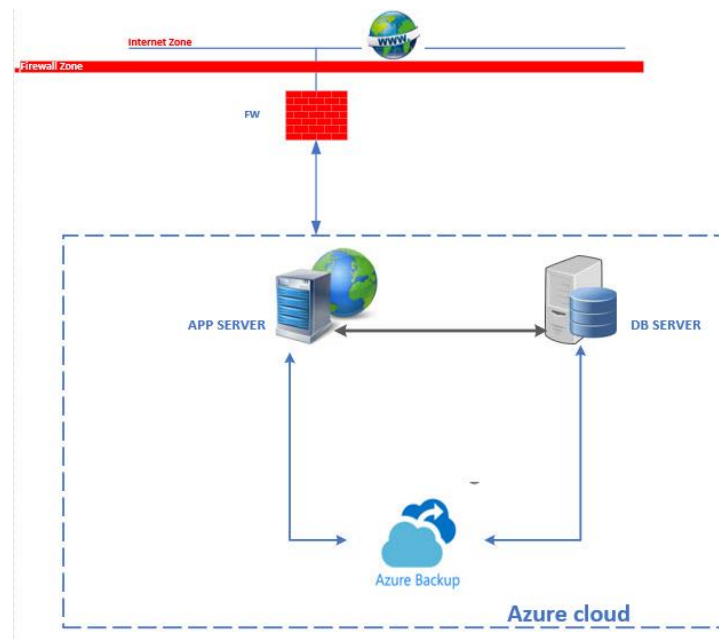 Internet Zone
WWW
Firewall Zone
FW
APP SERVER
DB SERVER
Azure Backup
Azure cloud